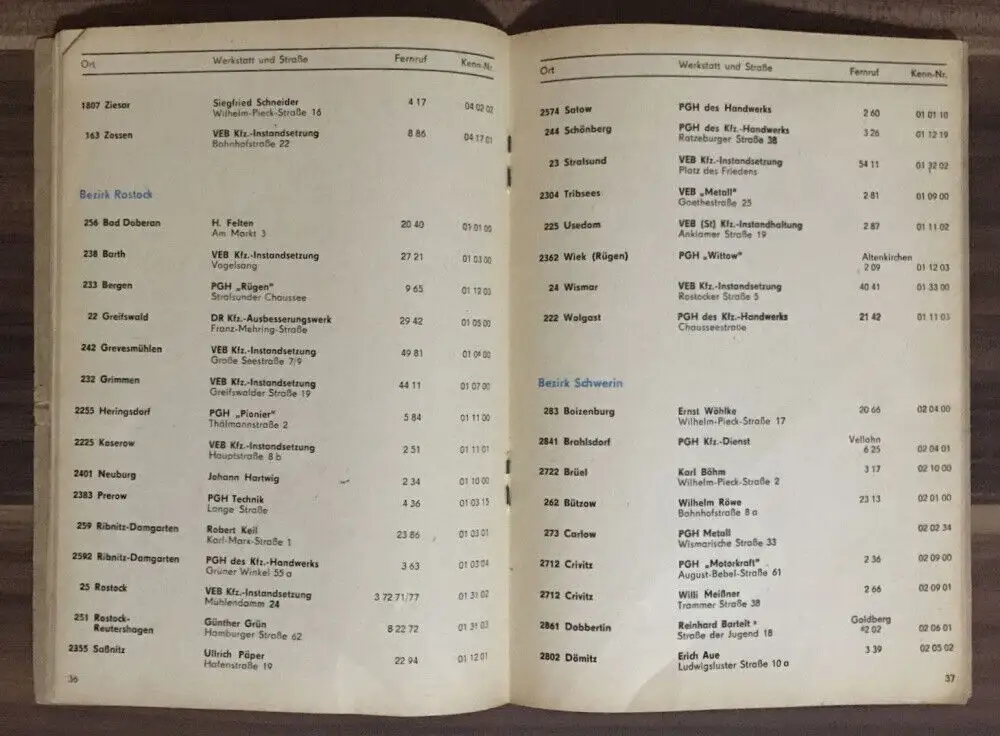 Ort Werkstatt und Straße Fernruf Kenn-Nr.
1807 Ziesar Siegfried Schneider 4 17 04 02 02
Wilhelm-Pieck-Straße 16
163 Zossen VEB Kfz.-Instandsetzung 8 86 04 17 01
Bahnhofstraße 22
Bezirk Rostock
256 Bad Doberan H. Felten 20 40 01 01 00
Am Markt 3
238 Barth VEB Kfz.-Instandsetzung 27 21 01 03 00
Vogelsang
233 Bergen PGH „Rügen" 9 65 01 12 03
Stralsunder Chaussee
22 Greifswald DR Kfz.-Ausbesserungswerk 29 42 01 05 00
Franz-Mehring-Straße
242 Grevesmühlen VEB Kfz.-Instandsetzung 49 81 01 06 00
Große Seestraße 7/9
232 Grimmen VEB Kfz.-Instandsetzung 44 11 01 07 00
Greifswalder Straße 19
2255 Heringsdorf PGH „Pionier" 5 84 01 11 00
Thälmannstraße 2
2225 Koserow VEB Kfz.-Instandsetzung 2 51 01 11 01
Hauptstraße 8 b
2401 Neuburg Johann Hartwig 2 34 01 10 00
2383 Prerow PGH Technik 4 36 01 03 15
Lange Straße
259 Ribnitz-Damgarten Robert Keil 23 86 01 03 01
Karl-Marx-Straße 1
2592 Ribnitz-Damgarten PGH des Kfz.-Handwerks 3 63 01 03 04
Grüner Winkel 55 a
25 Rostock VEB Kfz.-Instandsetzung 3 72 71/77 01 31 02
Mühlendamm 24
251 Rostock- Günther Grün 8 22 72 01 31 03
Reutershagen Hamburger Straße 62
2355 Saßnitz Ullrich Päper 22 94 01 12 01
Hafenstraße 19
36
Ort Werkstatt und Straße Fernruf Kenn-Nr.
2574 Satow PGH des Handwerks 2 60 01 01 10
244 Schönberg PGH des Kfz.-Handwerks 3 26 01 12 19
Ratzeburger Straße 38
23 Stralsund VEB Kfz.-Instandsetzung 54 11 01 32 02
Platz des Friedens
2304 Tribsees VEB „Metall" 2 81 01 09 00
Goethestraße 25
225 Usedom VEB (St) Kfz.-Instandhaltung 2 87 01 11 02
Anklamer Straße 19
2362 Wiek (Rügen) PGH „Wittow" Altenkirchen
2 09 01 12 03
24 Wismar VEB Kfz.-Instandsetzung 40 41 01 33 00
Rostocker Straße 5
222 Wolgast PGH des Kfz.-Handwerks 21 42 01 11 03
Chausseestraße
Bezirk Schwerin
283 Boizenburg Ernst Wöhlke 20 66 02 04 00
Wilhelm-Pieck-Straße 17
2841 Brahlsdorf PGH Kfz.-Dienst Vellahn
6 25 02 04 01
2722 Brüel Karl Böhm 3 17 02 10 00
Wilhelm-Pieck-Straße 2
262 Bützow Wilhelm Röwe 23 13 02 01 00
Bahnhofstraße 8 a
273 Carlow PGH Metall 02 02 34
Wismarische Straße 33
2712 Crivitz PGH „Motorkraft" 2 36 02 09 00
August-Bebel-Straße 61
2712 Crivitz Willi Meißner 2 66 02 09 01
Trammer Straße 38
2861 Dobbertin Reinhard Bartelt Goldberg
Straße der Jugend 18 2 02 02 06 01
2802 Dömitz Erich Aue 3 39 02 05 02
Ludwigsluster Straße 10 a
37